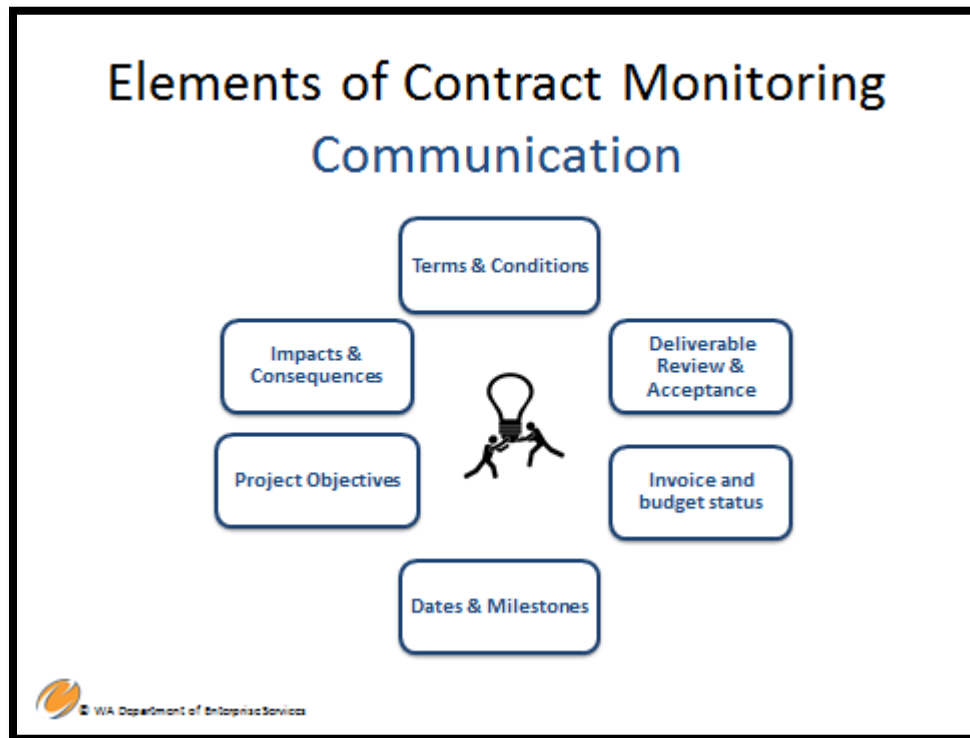 Elements of Contract Monitoring
Communication
Terms & Conditions
Impacts &
Consequences
Deliverable
Review &
Acceptance
Project Objectives
Invoice and
budget status
Dates & Milestones
© WA Department of Enterprise Services